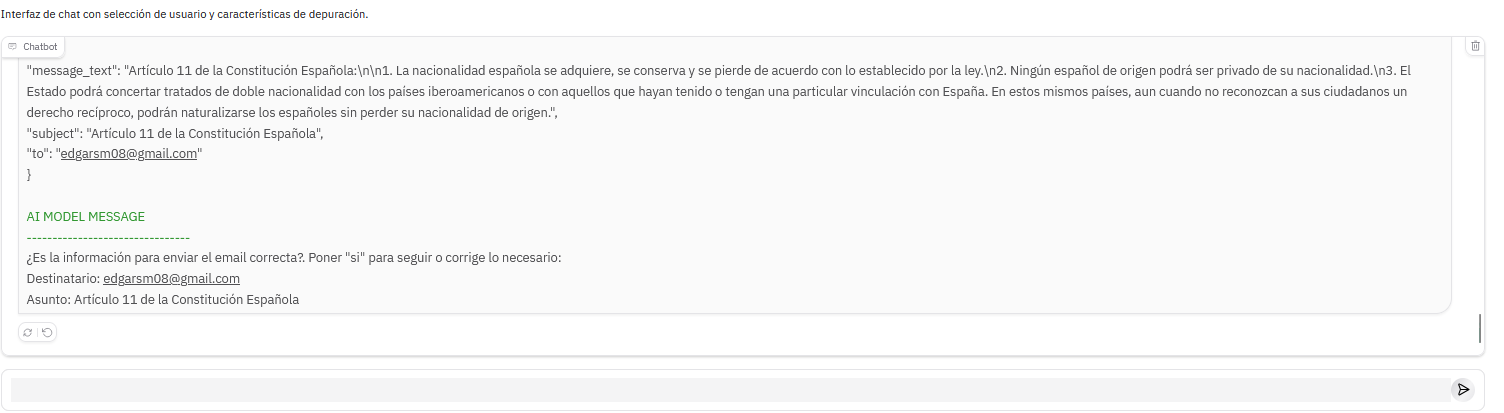 Interfaz de chat con selección de usuario y características de depuración.
Chatbot
"message_text": "Artículo 11 de la Constitución Española:\n\n1. La nacionalidad española se adquiere, se conserva y se pierde de acuerdo con lo establecido por la ley.\n2. Ningún español de origen podrá ser privado de su nacionalidad.\n3. El
Estado podrá concertar tratados de doble nacionalidad con los países iberoamericanos o con aquellos que hayan tenido o tengan una particular vinculación con España. En estos mismos países, aun cuando no reconozcan a sus ciudadanos un
derecho recíproco, podrán naturalizarse los españoles sin perder su nacionalidad de origen.",
"subject": "Artículo 11 de la Constitución Española",
"to": "edgarsm08@gmail.com"
}
AI MODEL MESSAGE
--------------------------------
¿Es la información para enviar el email correcta?. Poner "si" para seguir o corrige lo necesario:
Destinatario: edgarsm08@gmail.com
Asunto: Artículo 11 de la Constitución Española